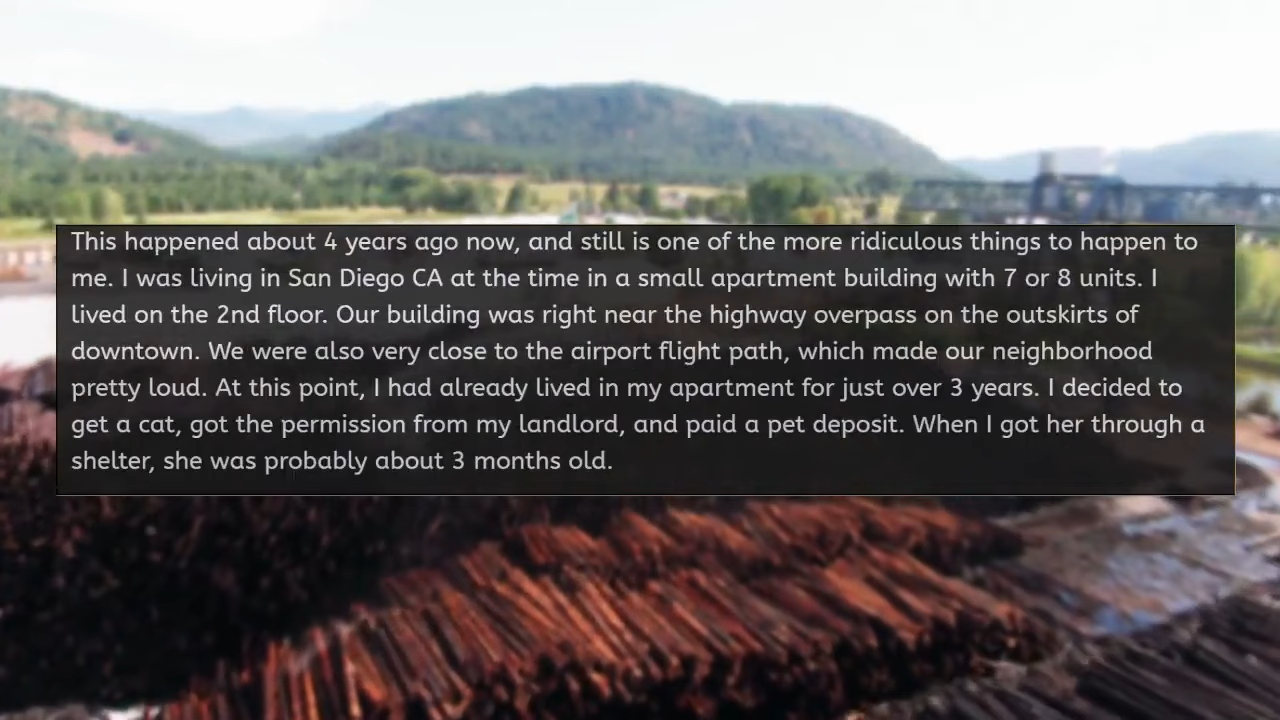 This happened about 4 years ago now, and still is one of the more ridiculous things to happen to
me. I was living in San Diego CA at the time in a small apartment building with 7 or 8 units. I
lived on the 2nd floor. Our building was right near the highway overpass on the outskirts of
downtown. We were also very close to the airport flight path, which made our neighborhood
pretty loud. At this point, I had already lived in my apartment for just over 3 years. I decided to
get a cat, got the permission from my landlord, and paid a pet deposit. When I got her through a
shelter, she was probably about 3 months old.